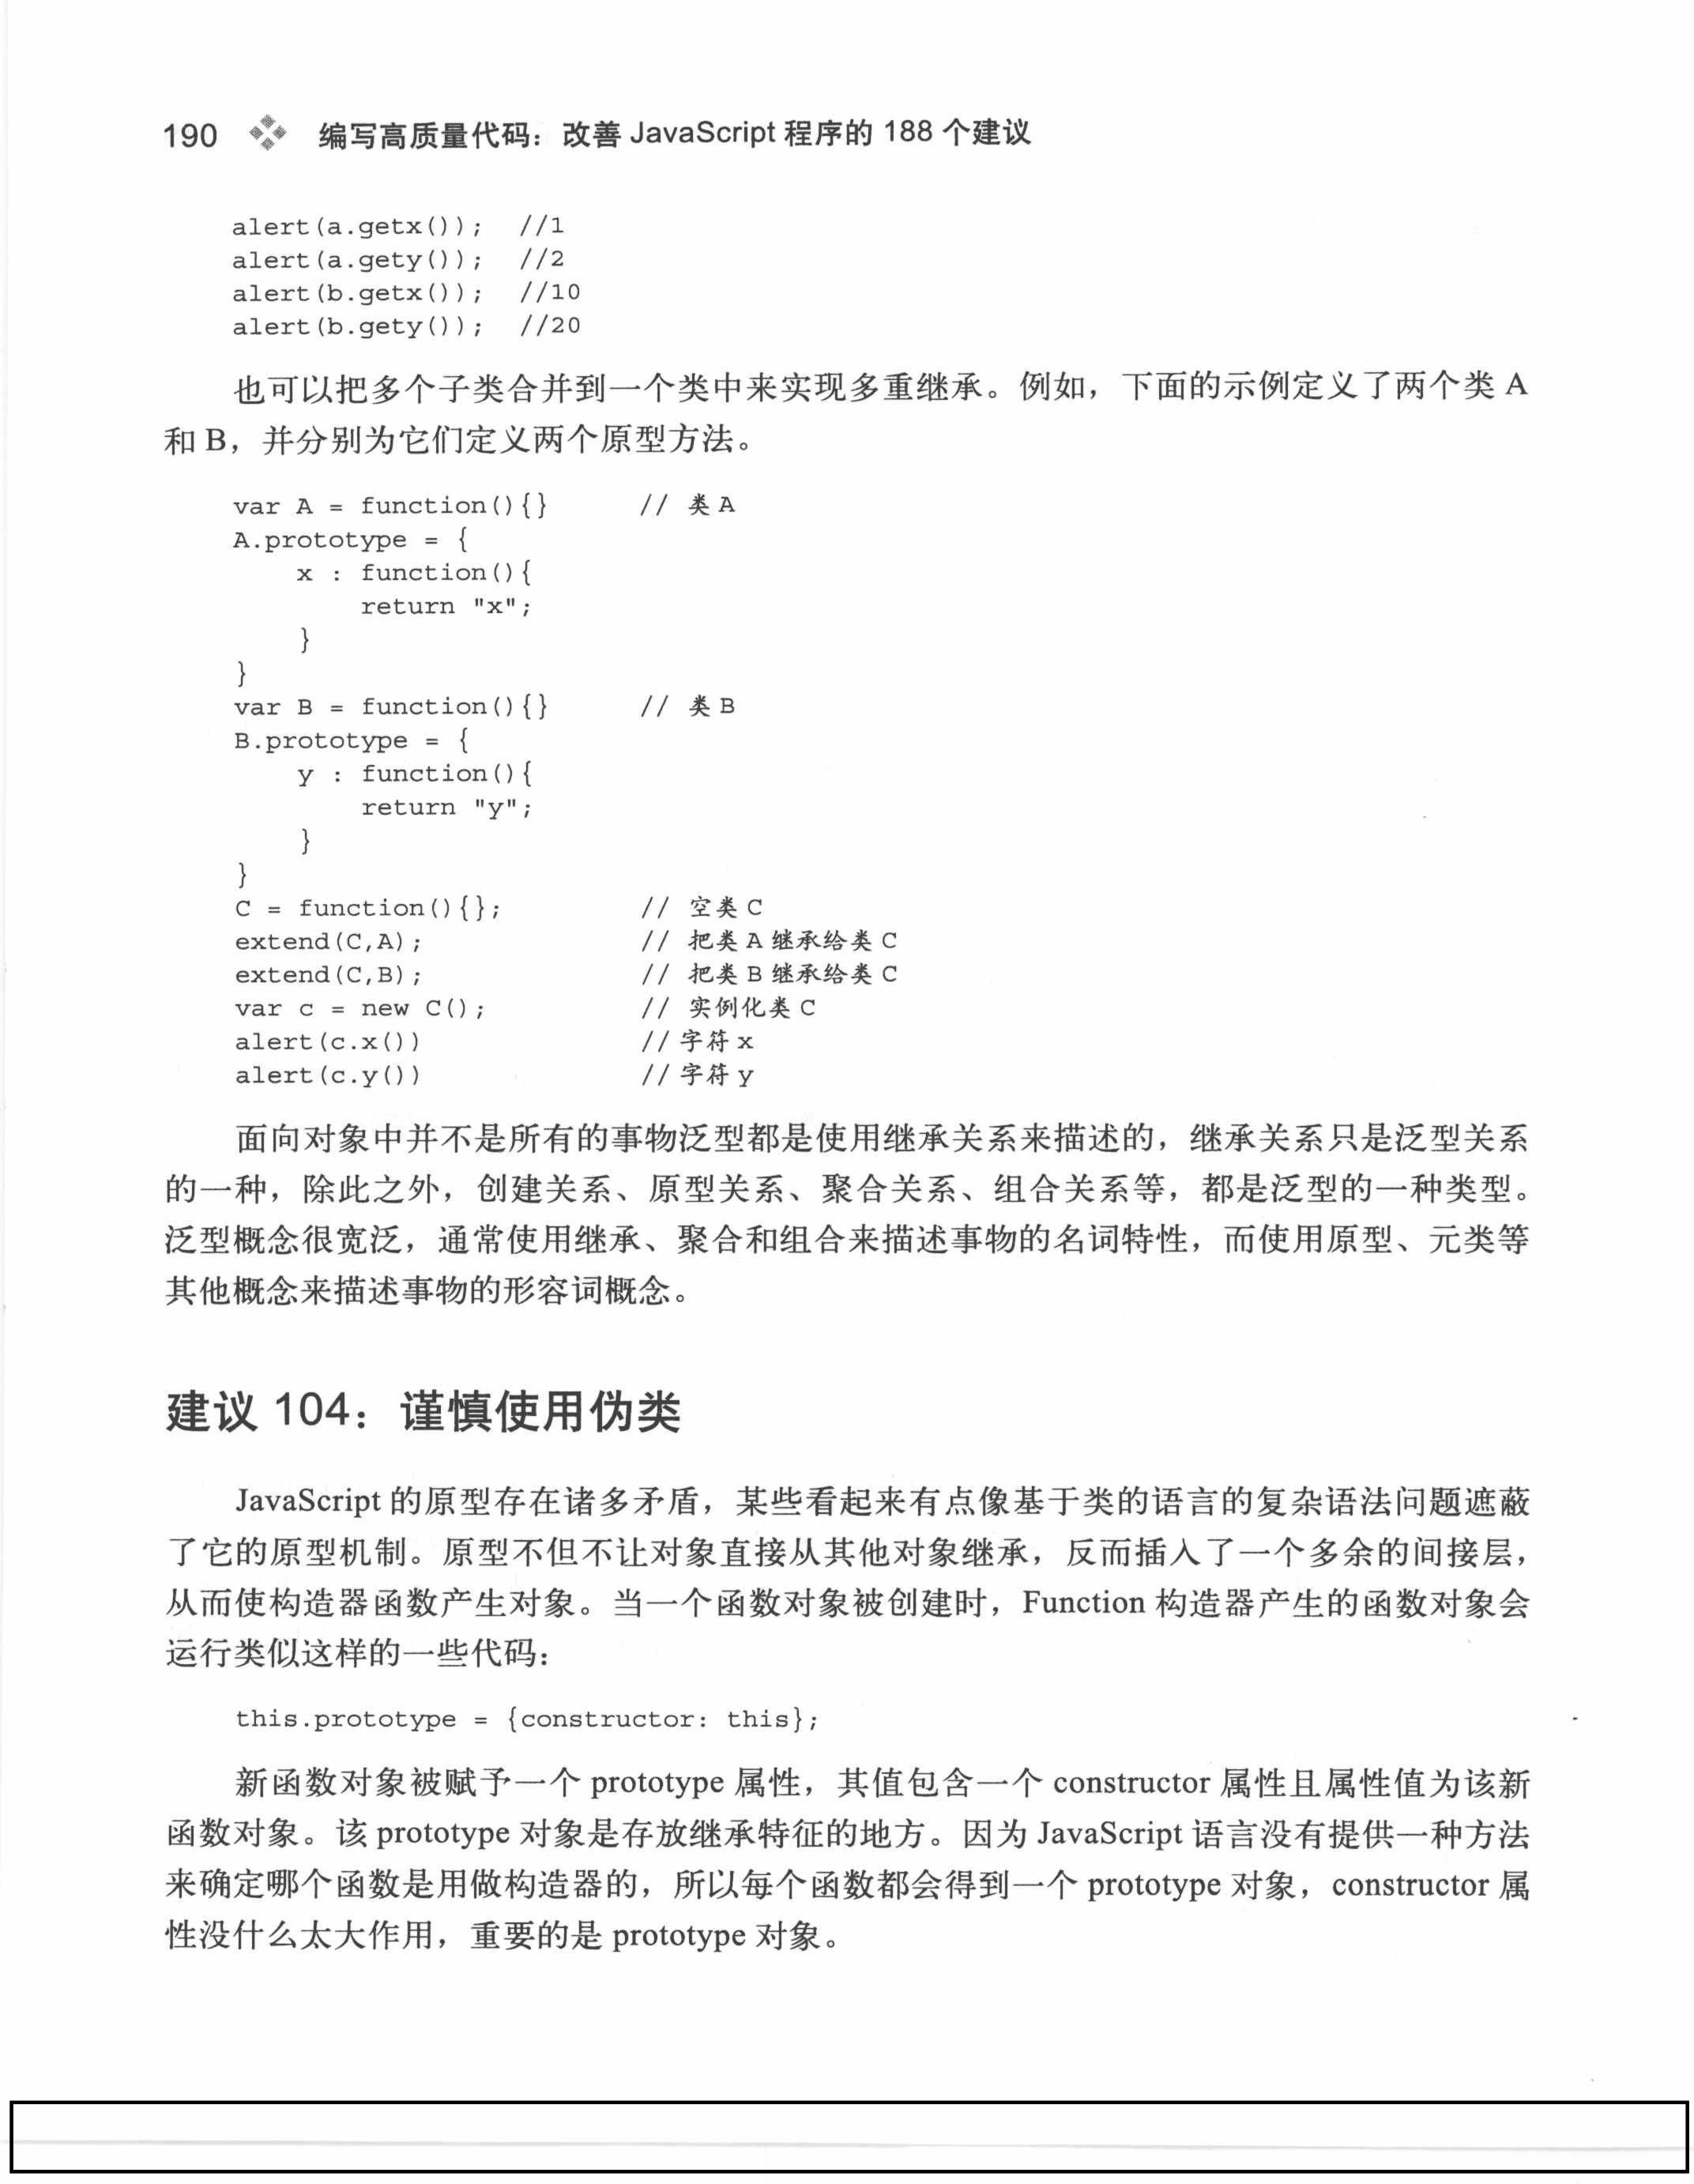 190 编写高质量代码：改善 JavaScript 程序的 188 个建议
alert(a.getx());  //1
alert(a.gety());  //2
alert(b.getx());  //10
alert(b.gety());  //20
也可以把多个子类合并到一个类中来实现多重继承。例如，下面的示例定义了两个类 A
和 B，并分别为它们定义两个原型方法。
var A = function(){}      // 类 A
A.prototype = {
    x : function(){
        return "x";
    }
}
var B = function(){}      // 类 B
B.prototype = {
    y : function(){
        return "y";
    }
}
C = function(){};         // 空类 C
extend(C,A);              // 把类 A 继承给类 C
extend(C,B);              // 把类 B 继承给类 C
var c = new C();          // 实例化类 C
alert(c.x())              //字符 x
alert(c.y())              //字符 y
面向对象中并不是所有的事物泛型都是使用继承关系来描述的，继承关系只是泛型关系
的一种，除此之外，创建关系、原型关系、聚合关系、组合关系等，都是泛型的一种类型。
泛型概念很宽泛，通常使用继承、聚合和组合来描述事物的名词特性，而使用原型、元类等
其他概念来描述事物的形容词概念。
建议 104：谨慎使用伪类
JavaScript 的原型存在诸多矛盾，某些看起来有点像基于类的语言的复杂语法问题遮蔽
了它的原型机制。原型不但不让对象直接从其他对象继承，反而插入了一个多余的间接层，
从而使构造器函数产生对象。当一个函数对象被创建时，Function 构造器产生的函数对象会
运行类似这样的一些代码：
this.prototype = {constructor: this};
新函数对象被赋予一个 prototype 属性，其值包含一个 constructor 属性且属性值为该新
函数对象。该 prototype 对象是存放继承特征的地方。因为 JavaScript 语言没有提供一种方法
来确定哪个函数是用做构造器的，所以每个函数都会得到一个 prototype 对象，constructor 属
性没什么太大作用，重要的是 prototype 对象。